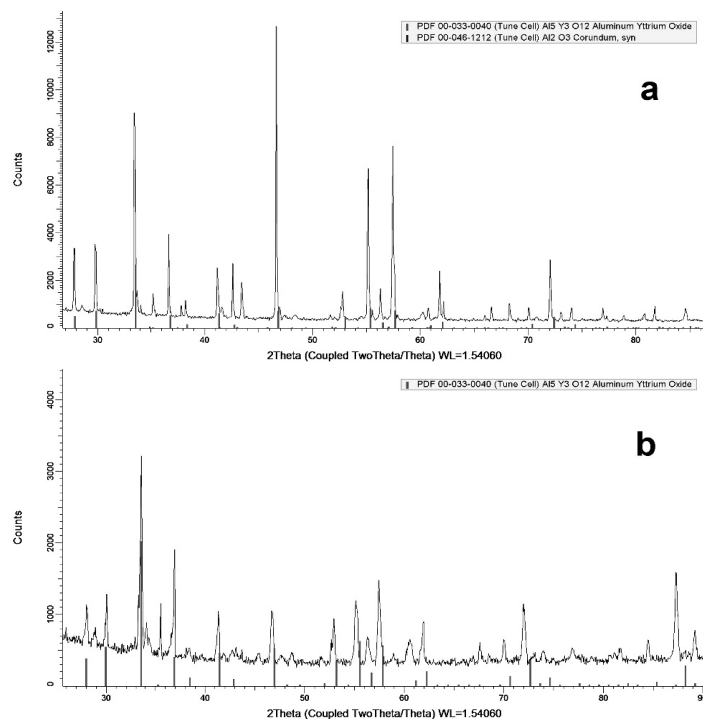 PDF 00-033-0040 (Tune Cell) Al5 Y3 O12 Aluminum Yttrium Oxide
PDF 00-046-1212 (Tune Cell) Al2 O3 Corundum, syn
a
12000
10000
8000
6000
4000
2000
0
Counts
30 40 50 60 70 80
2Theta (Coupled TwoTheta/Theta) WL=1.54060
PDF 00-033-0040 (Tune Cell) Al5 Y3 O12 Aluminum Yttrium Oxide
b
4000
3000
2000
1000
0
Counts
30 40 50 60 70 80
2Theta (Coupled TwoTheta/Theta) WL=1.54060